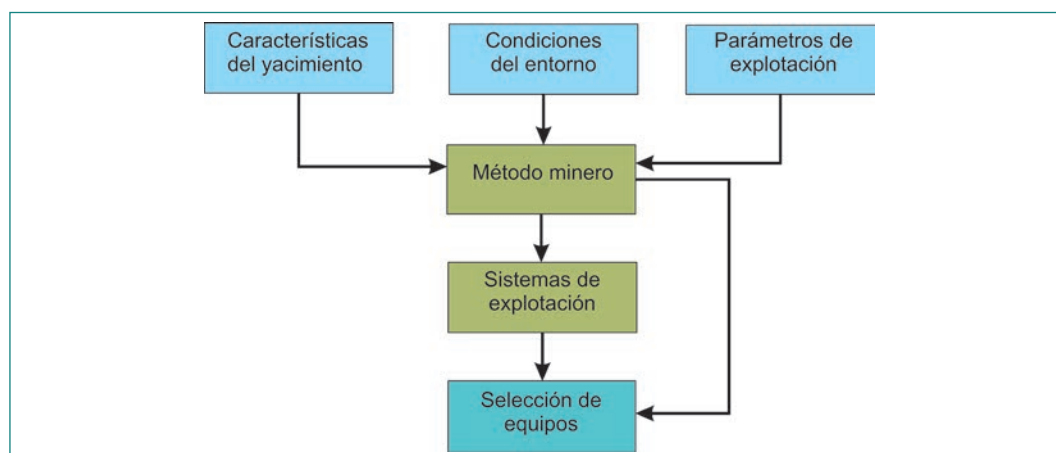 Características
del yacimiento
Condiciones
del entorno
Parámetros de
explotación
Método minero
Sistemas de
explotación
Selección de
equipos